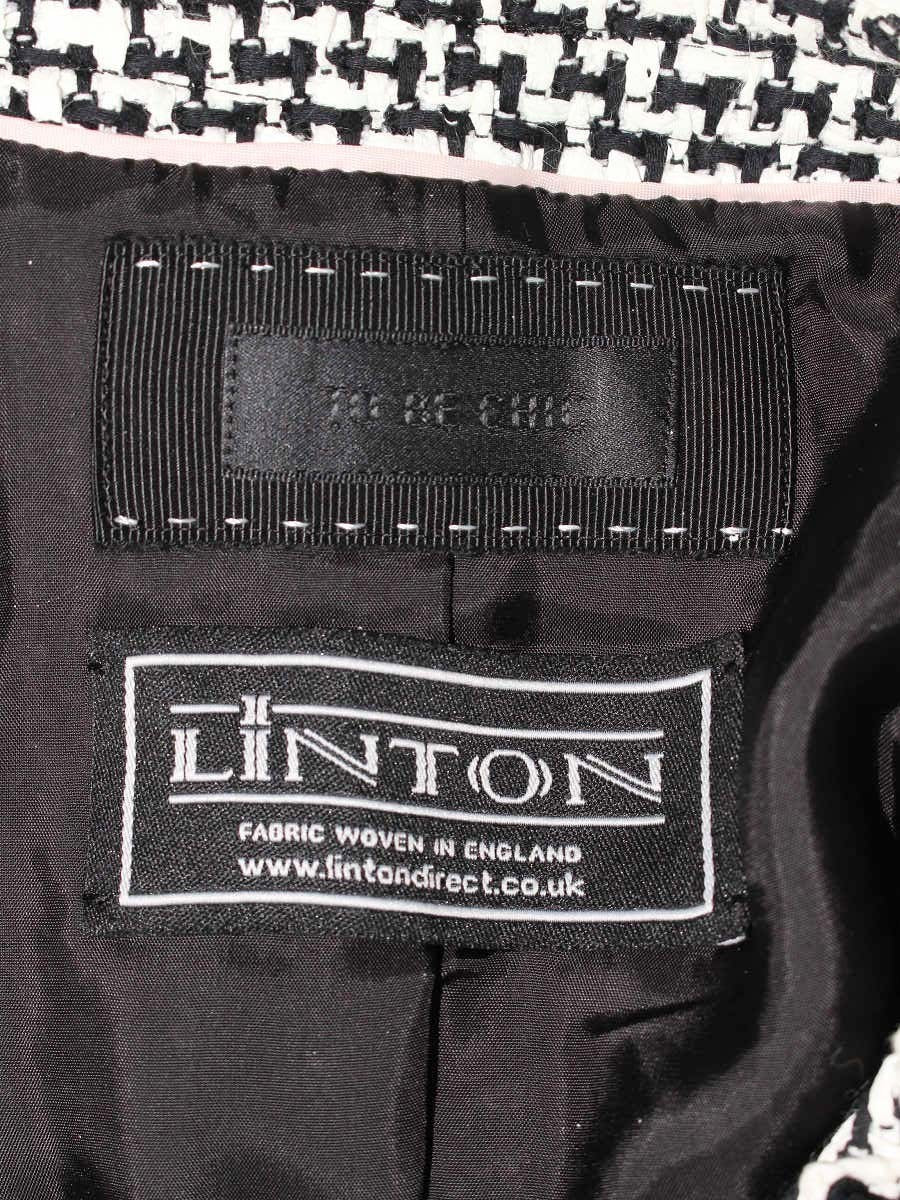 TO BE CHIC
LINTON
FABRIC WOVEN IN ENGLAND
www.lintondirect.co.uk